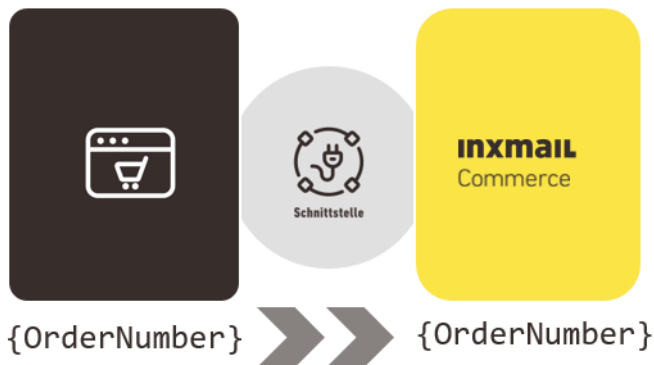 Schnittstelle
inxmail
Commerce
{OrderNumber}
{OrderNumber}